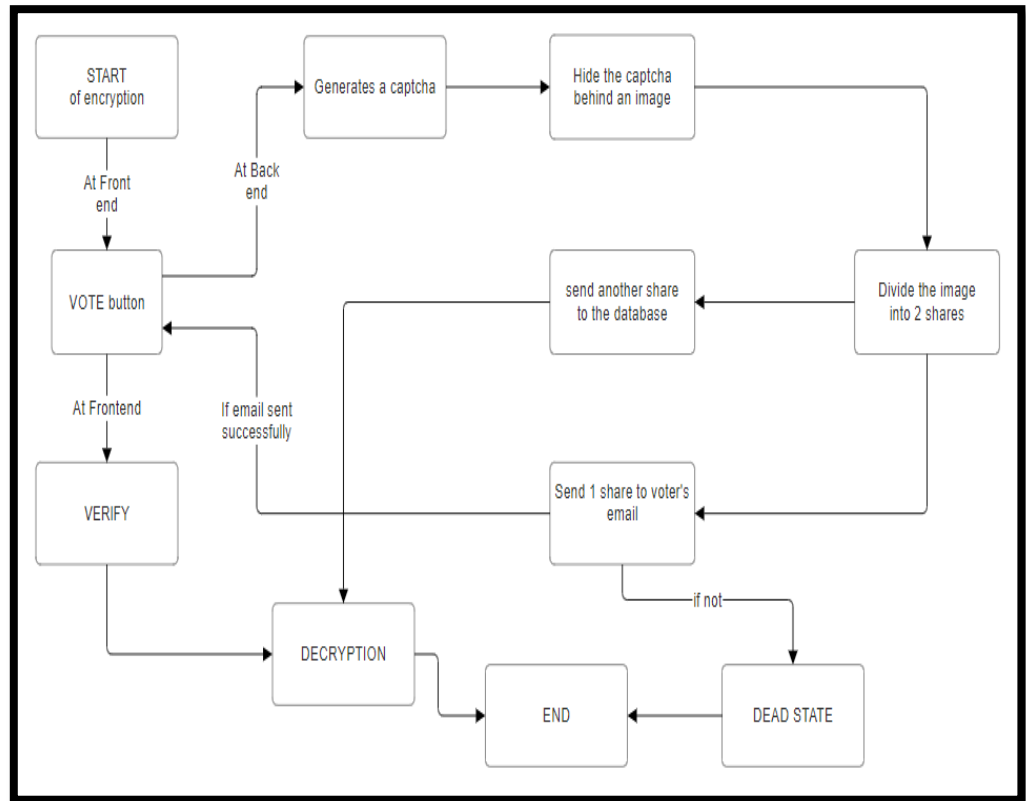 START
of encryption
Generates a captcha
Hide the captcha
behind an image
At Front
end
At Back
end
VOTE button
send another share
to the database
Divide the image
into 2 shares
At Frontend
If email sent
successfully
VERIFY
Send 1 share to voter's
email
if not
DECRYPTION
END
DEAD STATE